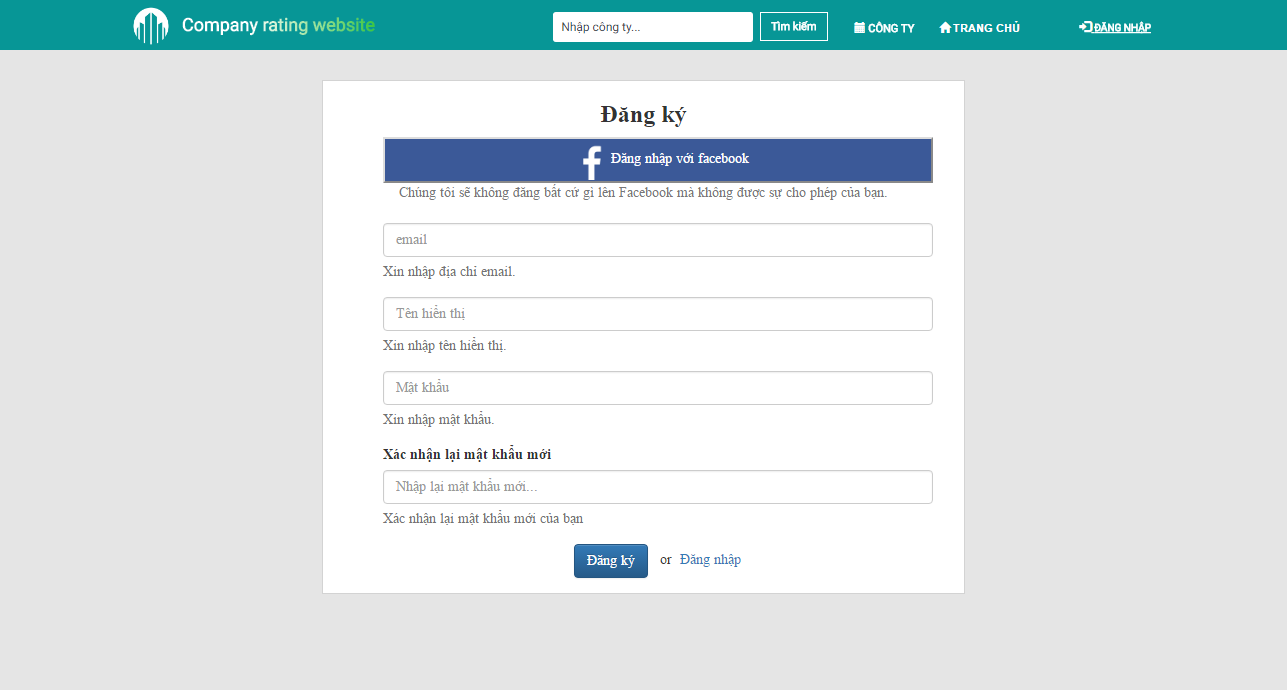 Company rating website
Nhập công ty...
Tìm kiếm
CÔNG TY
TRANG CHỦ
ĐĂNG NHẬP
Đăng ký
Đăng nhập với facebook
Chúng tôi sẽ không đăng bất cứ gì lên Facebook mà không được sự cho phép của bạn.
email
Xin nhập địa chỉ email.
Tên hiển thị
Xin nhập tên hiển thị.
Mật khẩu
Xin nhập mật khẩu.
Xác nhận lại mật khẩu mới
Nhập lại mật khẩu mới...
Xác nhận lại mật khẩu mới của bạn
Đăng ký or Đăng nhập